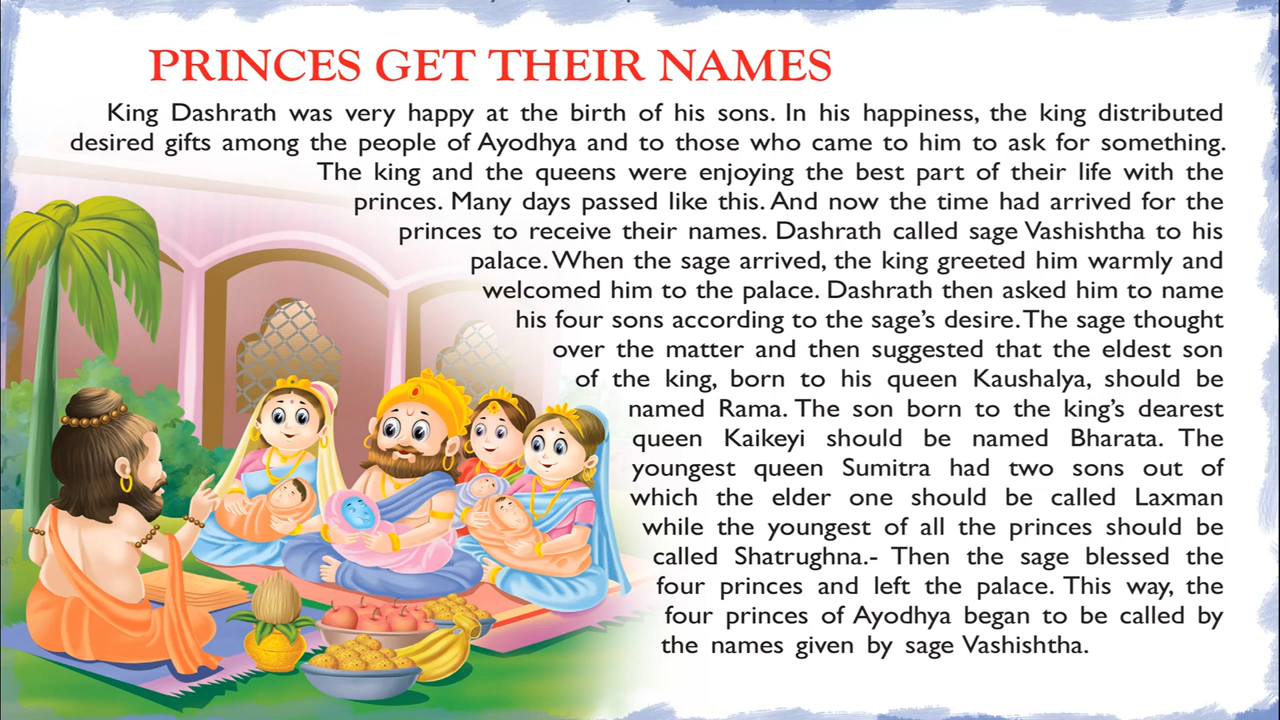 PRINCES GET THEIR NAMES
King Dashrath was very happy at the birth of his sons. In his happiness, the king distributed
desired gifts among the people of Ayodhya and to those who came to him to ask for something.
The king and the queens were enjoying the best part of their life with the
princes. Many days passed like this. And now the time had arrived for the
princes to receive their names. Dashrath called sage Vashishtha to his
palace. When the sage arrived, the king greeted him warmly and
welcomed him to the palace. Dashrath then asked him to name
his four sons according to the sage's desire. The sage thought
over the matter and then suggested that the eldest son
of the king, born to his queen Kaushalya, should be
named Rama. The son born to the king's dearest
queen Kaikeyi should be named Bharata. The
youngest queen Sumitra had two sons out of
which the elder one should be called Laxman
while the youngest of all the princes should be
called Shatrughna.- Then the sage blessed the
four princes and left the palace. This way, the
four princes of Ayodhya began to be called by
the names given by sage Vashishtha.